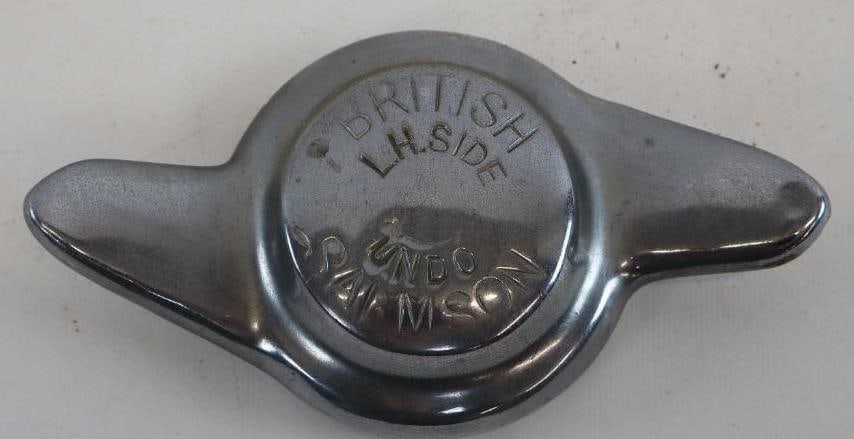 BRITISH
L.H.SIDE
UNDO
SALMSON